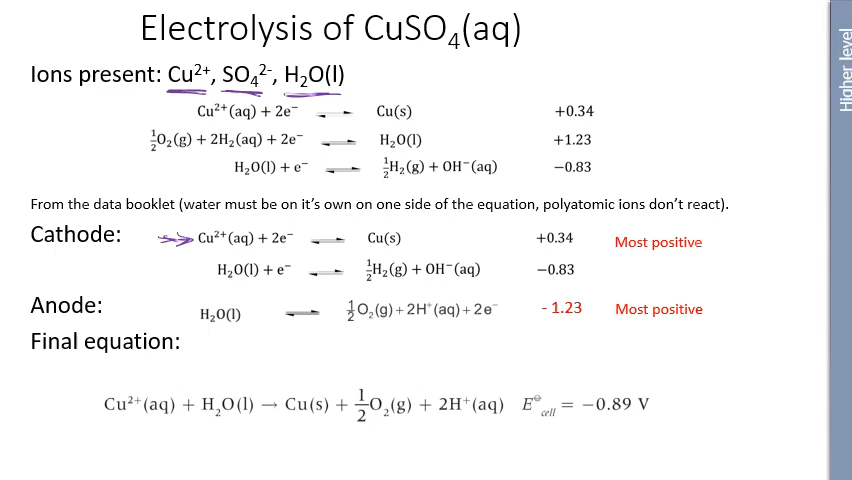 Electrolysis of CuSO₄(aq)
Higher level
Ions present: Cu²⁺, SO₄²⁻, H₂O(l)
Cu²⁺(aq) + 2e⁻ ⇌ Cu(s) +0.34
½O₂(g) + 2H₂(aq) + 2e⁻ ⇌ H₂O(l) +1.23
H₂O(l) + e⁻ ⇌ ½H₂(g) + OH⁻(aq) −0.83
From the data booklet (water must be on it's own on one side of the equation, polyatomic ions don't react).
Cathode: Cu²⁺(aq) + 2e⁻ ⇌ Cu(s) +0.34 Most positive
H₂O(l) + e⁻ ⇌ ½H₂(g) + OH⁻(aq) −0.83
Anode: H₂O(l) ⇌ ½O₂(g) + 2H⁺(aq) + 2e⁻ - 1.23 Most positive
Final equation:
Cu²⁺(aq) + H₂O(l) → Cu(s) + ½O₂(g) + 2H⁺(aq) E⊖cell = −0.89 V